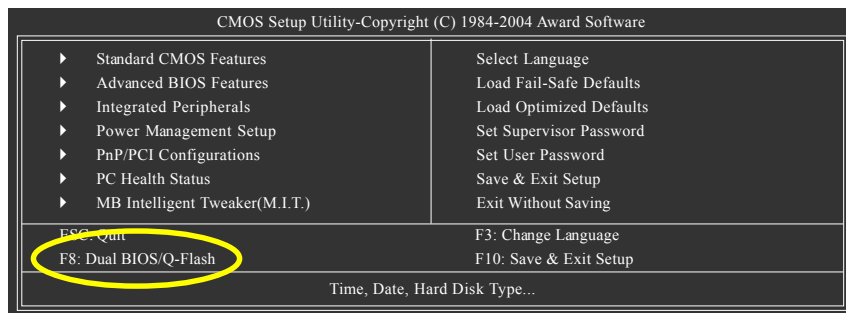 CMOS Setup Utility-Copyright (C) 1984-2004 Award Software
Standard CMOS Features
Advanced BIOS Features
Integrated Peripherals
Power Management Setup
PnP/PCI Configurations
PC Health Status
MB Intelligent Tweaker(M.I.T.)
Select Language
Load Fail-Safe Defaults
Load Optimized Defaults
Set Supervisor Password
Set User Password
Save & Exit Setup
Exit Without Saving
ESC: Quit
F8: Dual BIOS/Q-Flash
F3: Change Language
F10: Save & Exit Setup
Time, Date, Hard Disk Type...